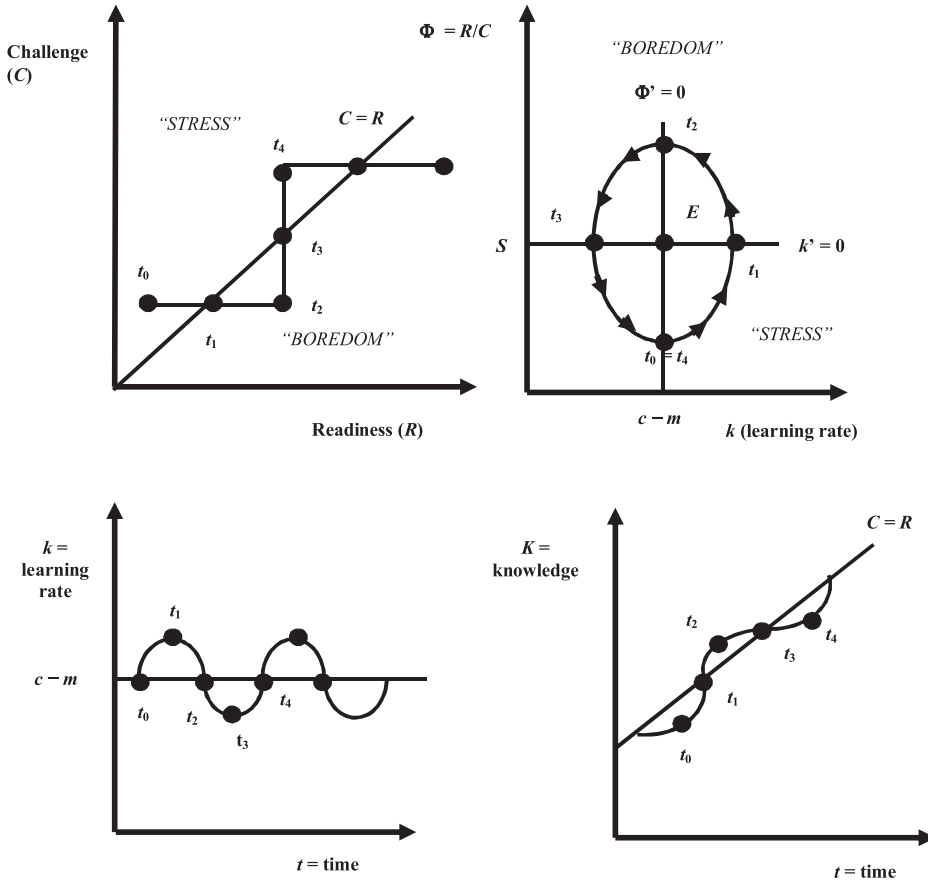 Φ = R/C
Challenge
(C)
“STRESS”
C = R
t4
t3
t0
t2
t1
“BOREDOM”
Readiness (R)
“BOREDOM”
Φ’ = 0
t2
t3
E
S
k’ = 0
t1
“STRESS”
t0 = t4
c – m
k (learning rate)
k =
learning
rate
t1
c – m
t0
t2
t4
t3
t = time
C = R
K =
knowledge
t2
t4
t3
t1
t0
t = time